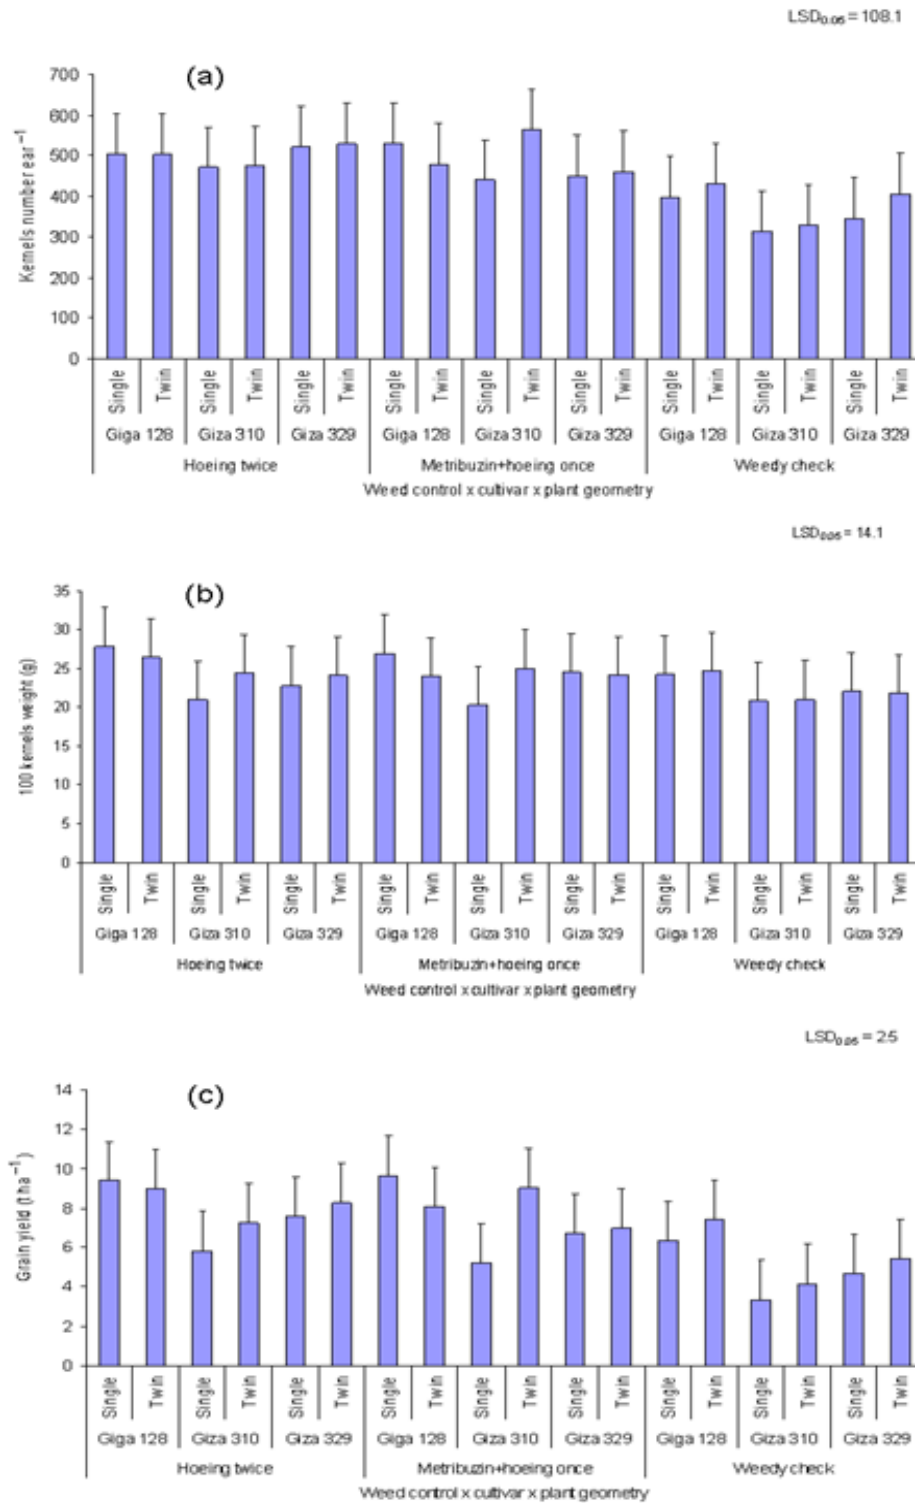 LSD0.05 = 108.1
(a)
Kernels number ear⁻¹
700
600
500
400
300
200
100
0
Single Twin Single Twin Single Twin Single Twin Single Twin Single Twin Single Twin Single Twin Single Twin
Giga 128 Giza 310 Giza 329 Giga 128 Giza 310 Giza 329 Giga 128 Giza 310 Giza 329
Hoeing twice Metribuzin+hoeing once Weedy check
Weed control x cultivar x plant geometry
LSD0.05 = 14.1
(b)
100 kernels weight (g)
35
30
25
20
15
10
5
0
Single Twin Single Twin Single Twin Single Twin Single Twin Single Twin Single Twin Single Twin Single Twin
Giga 128 Giza 310 Giza 329 Giga 128 Giza 310 Giza 329 Giga 128 Giza 310 Giza 329
Hoeing twice Metribuzin+hoeing once Weedy check
Weed control x cultivar x plant geometry
LSD0.05 = 2.5
(c)
Grain yield (t ha⁻¹)
14
12
10
8
6
4
2
0
Single Twin Single Twin Single Twin Single Twin Single Twin Single Twin Single Twin Single Twin Single Twin
Giga 128 Giza 310 Giza 329 Giga 128 Giza 310 Giza 329 Giga 128 Giza 310 Giza 329
Hoeing twice Metribuzin+hoeing once Weedy check
Weed control x cultivar x plant geometry